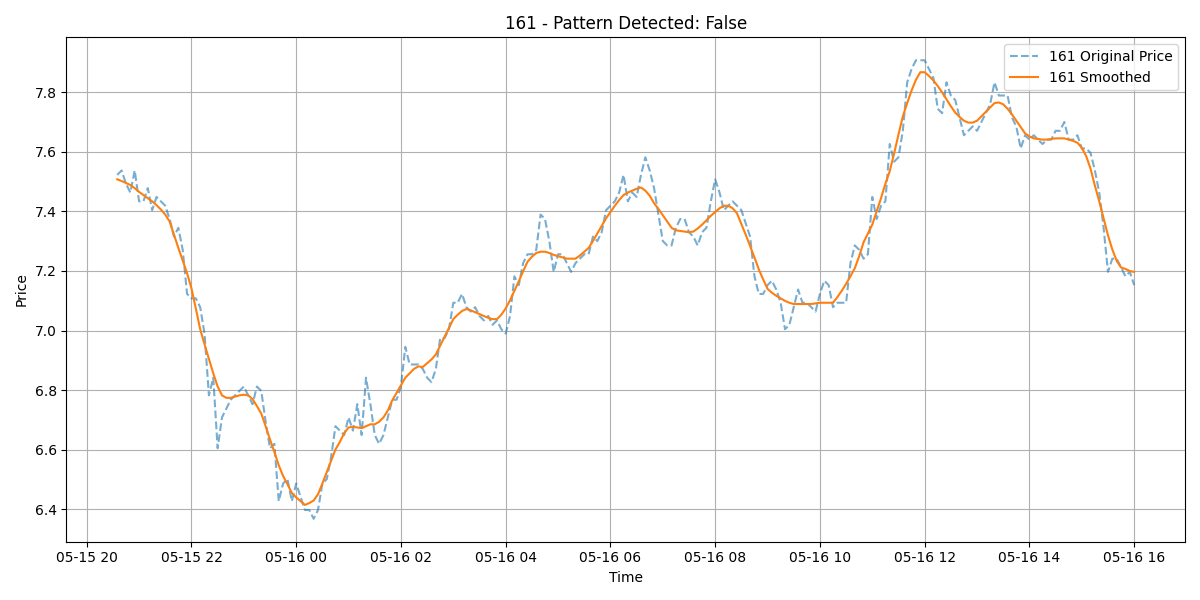 161 - Pattern Detected: False
161 Original Price
161 Smoothed
Price
7.8
7.6
7.4
7.2
7.0
6.8
6.6
6.4
05-15 20 05-15 22 05-16 00 05-16 02 05-16 04 05-16 06 05-16 08 05-16 10 05-16 12 05-16 14 05-16 16
Time